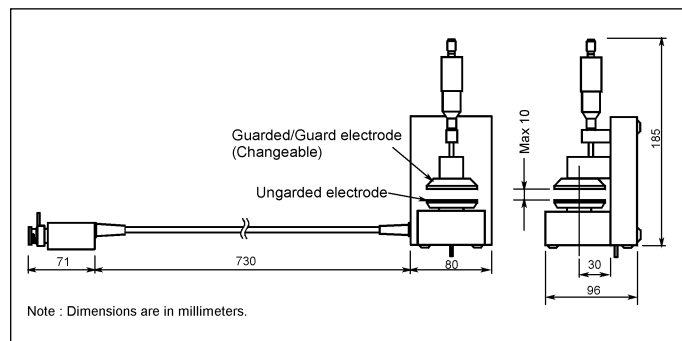 Guarded/Guard electrode
(Changeable)
Ungarded electrode
Max 10
185
71
730
80
30
96
Note : Dimensions are in millimeters.